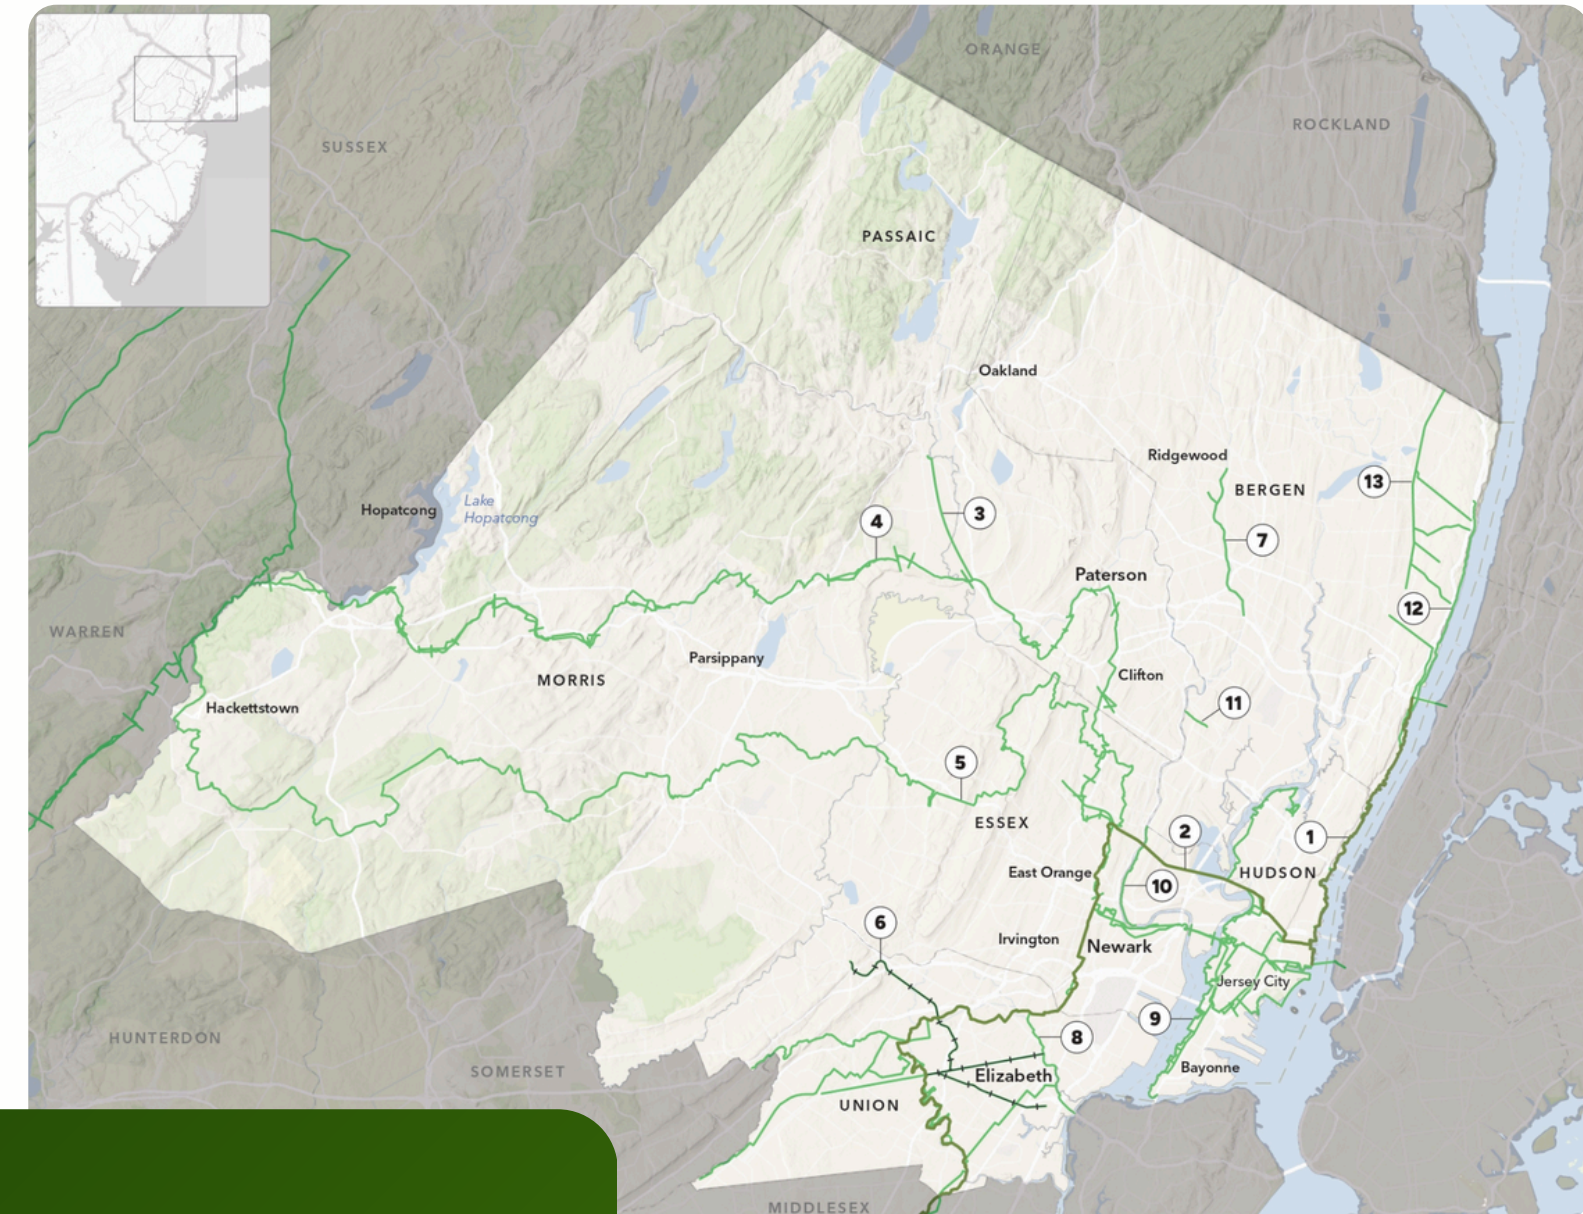 ORANGE
ROCKLAND
SUSSEX
PASSAIC
Oakland
Ridgewood
BERGEN
13
Hopatcong
Lake
Hopatcong
4
3
7
Paterson
12
WARREN
Parsippany
MORRIS
Clifton
Hackettstown
11
5
ESSEX
2
1
East Orange
HUDSON
10
6
Irvington
Newark
Jersey City
9
8
HUNTERDON
SOMERSET
Elizabeth
Bayonne
UNION
MIDDLESEX